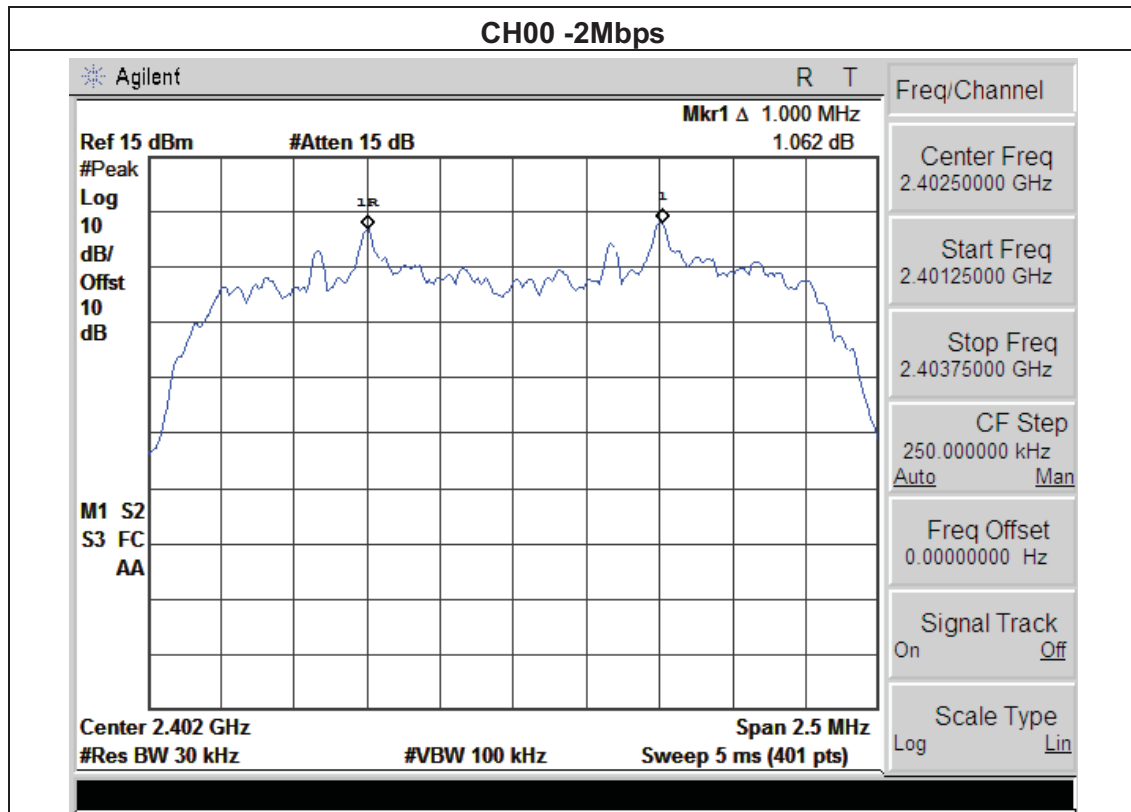 CH00 -2Mbps
Agilent R T
Mkr1 Δ 1.000 MHz
Ref 15 dBm #Atten 15 dB 1.062 dB
#Peak
Log
10
dB/
Offst
10
dB
1R
1
M1 S2
S3 FC
AA
Center 2.402 GHz Span 2.5 MHz
#Res BW 30 kHz #VBW 100 kHz Sweep 5 ms (401 pts)
Freq/Channel
Center Freq
2.40250000 GHz
Start Freq
2.40125000 GHz
Stop Freq
2.40375000 GHz
CF Step
250.000000 kHz
Auto Man
Freq Offset
0.00000000 Hz
Signal Track
On Off
Scale Type
Log Lin